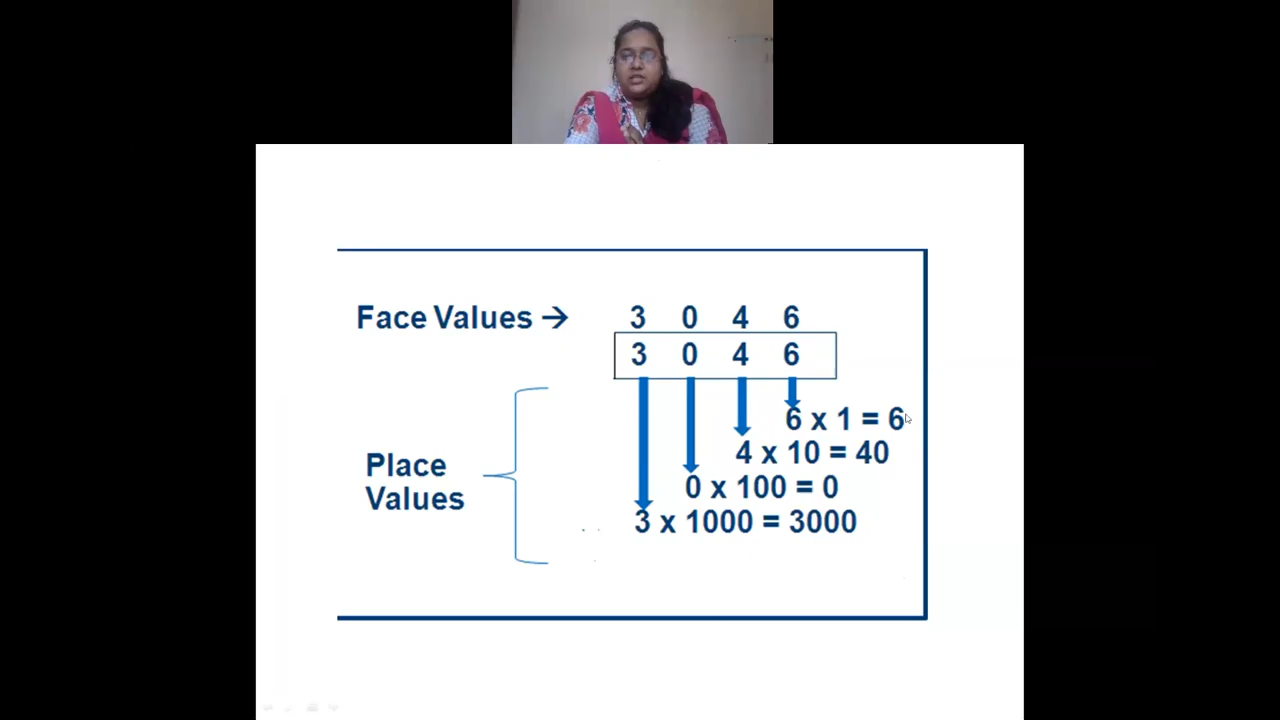 Face Values → 3 0 4 6
3 0 4 6
6 x 1 = 6
4 x 10 = 40
Place
Values
0 x 100 = 0
3 x 1000 = 3000